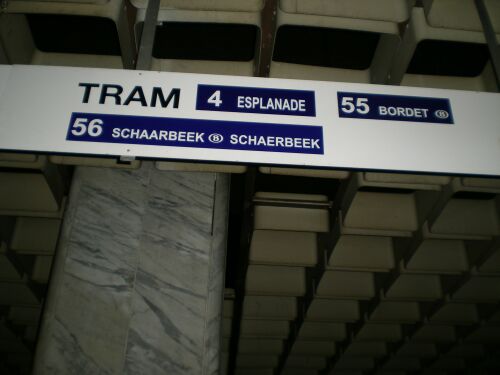 TRAM 4 ESPLANADE 55 BORDET B
56 SCHAARBEEK B SCHAERBEEK